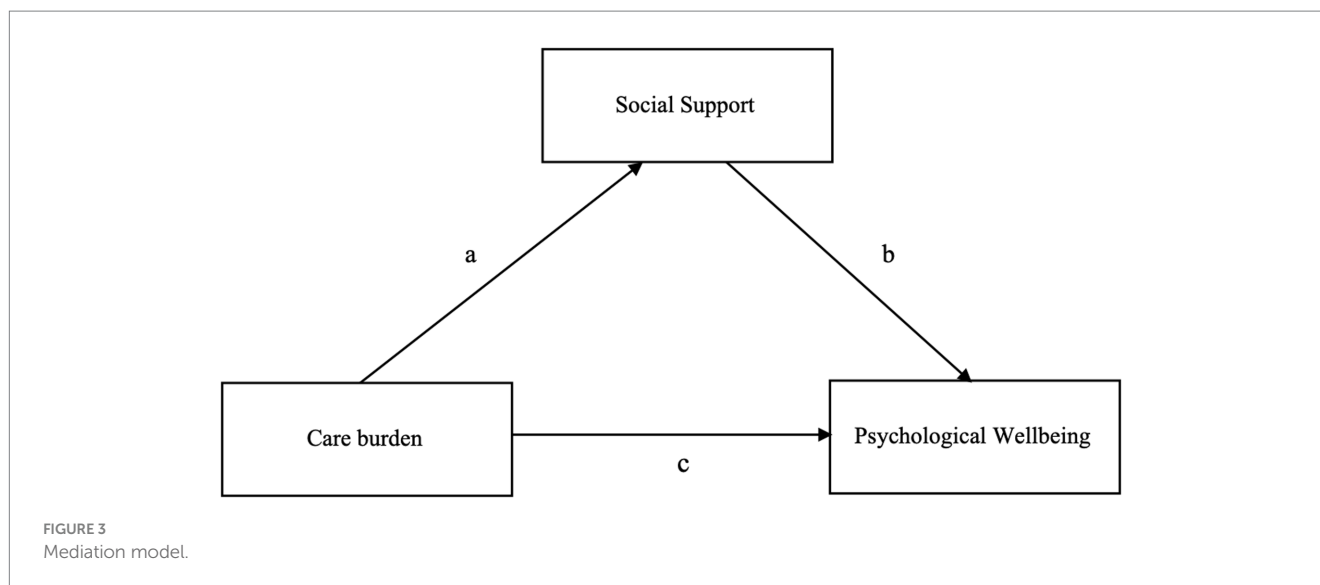 Social Support
a
b
Care burden
Psychological Wellbeing
c
FIGURE 3
Mediation model.